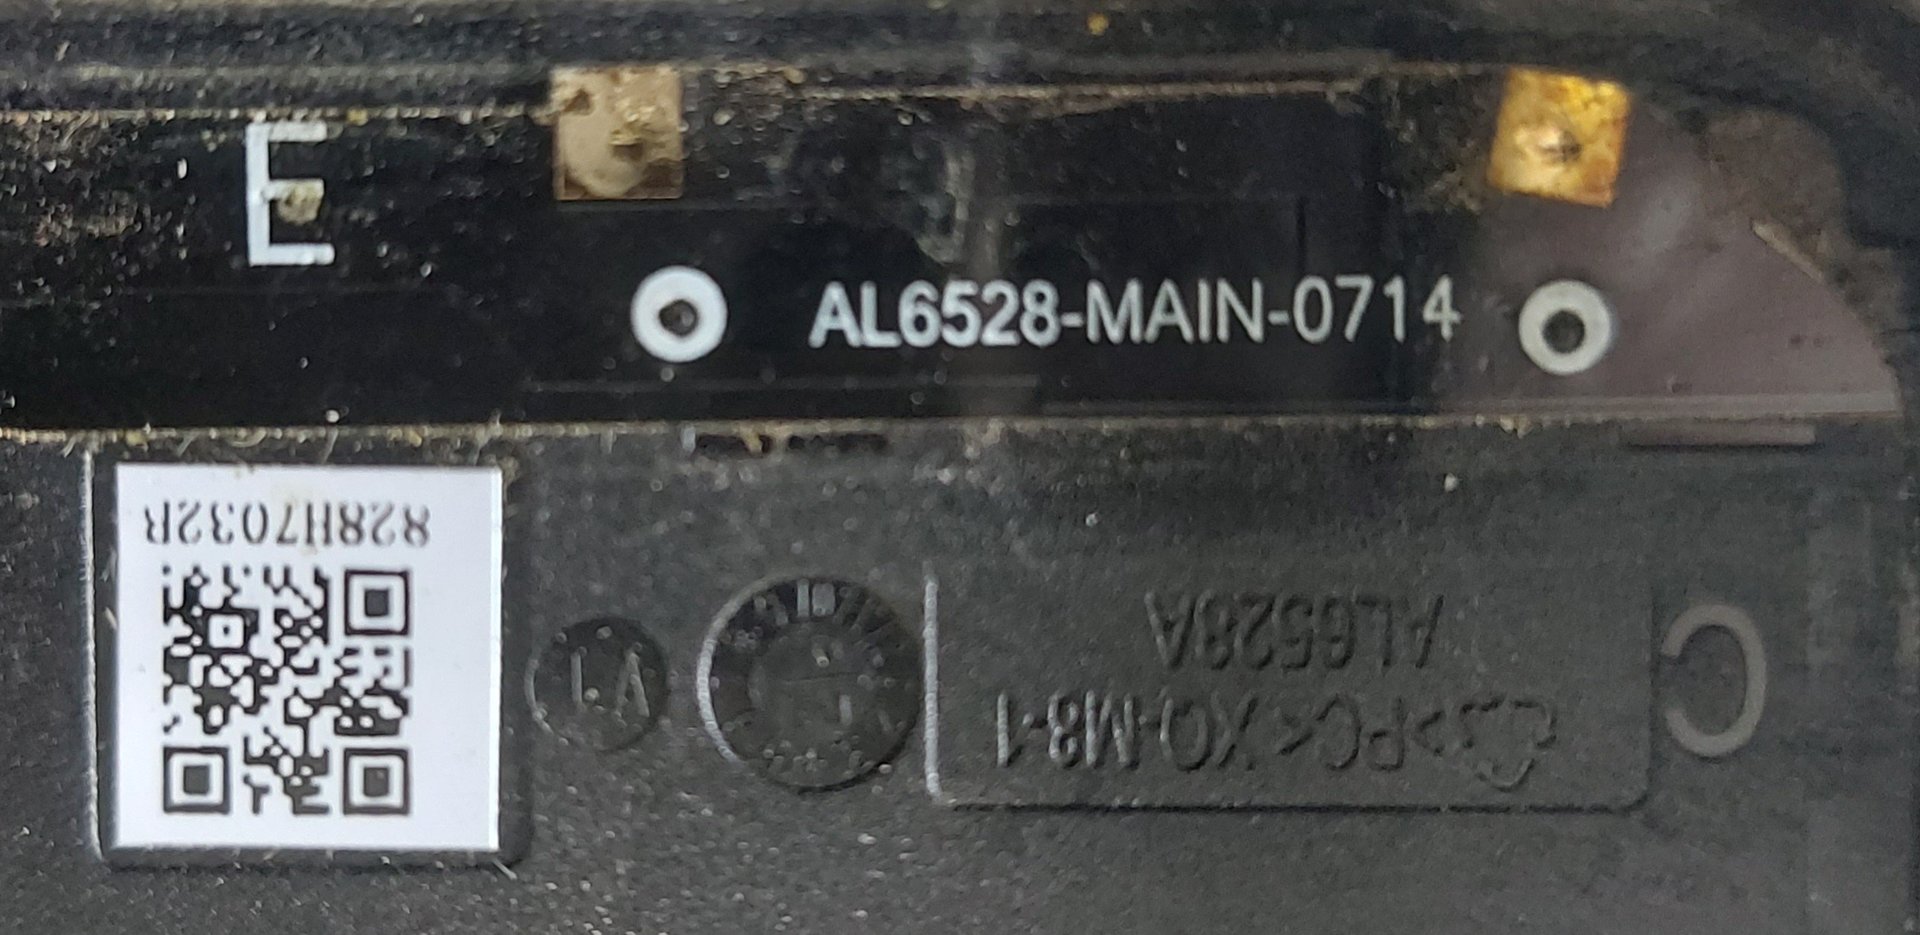 E
AL6528-MAIN-0714
828H7032R
V1
AL6528A
>PC< XO-M8-1
C